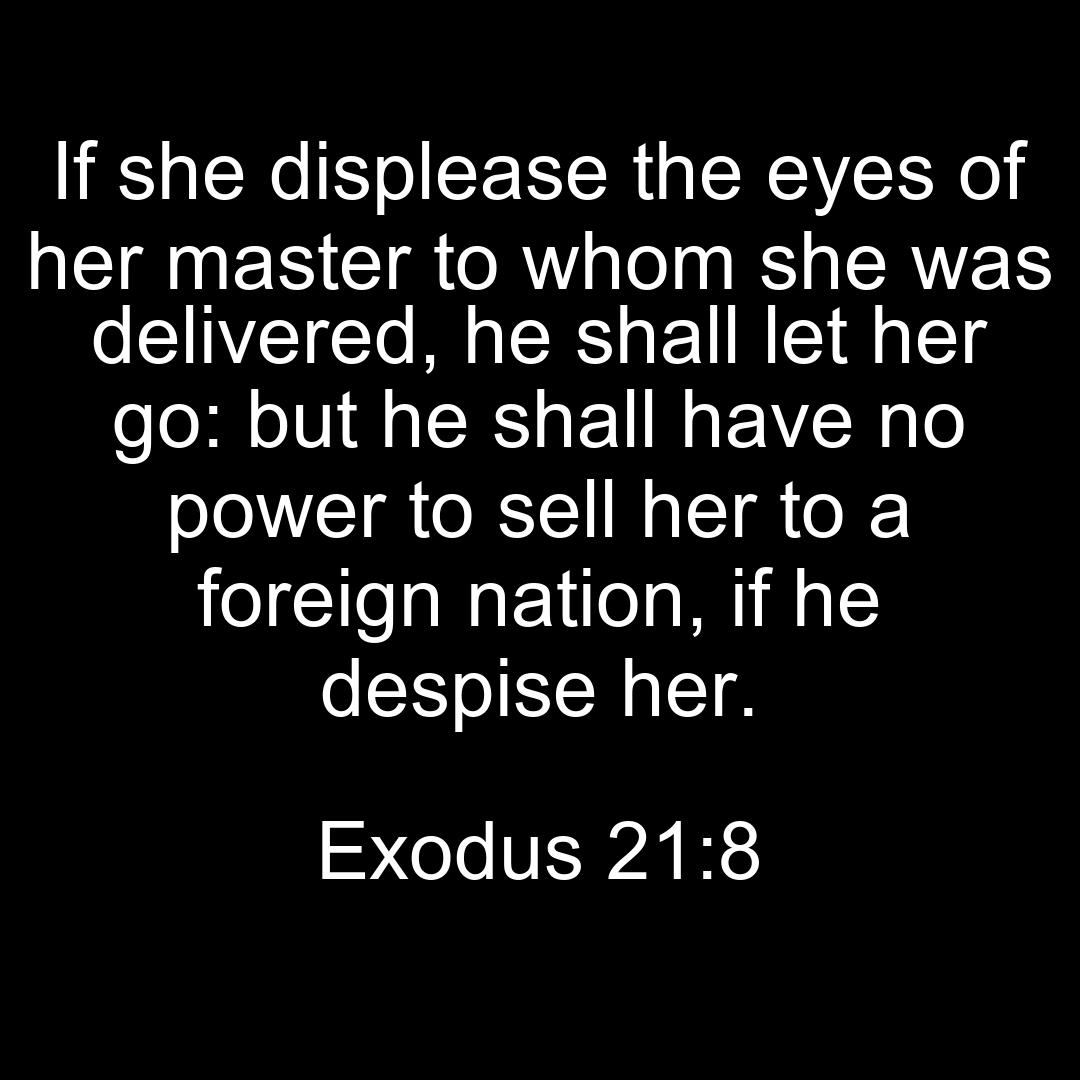 If she displease the eyes of
her master to whom she was
delivered, he shall let her
go: but he shall have no
power to sell her to a
foreign nation, if he
despise her.
Exodus 21:8